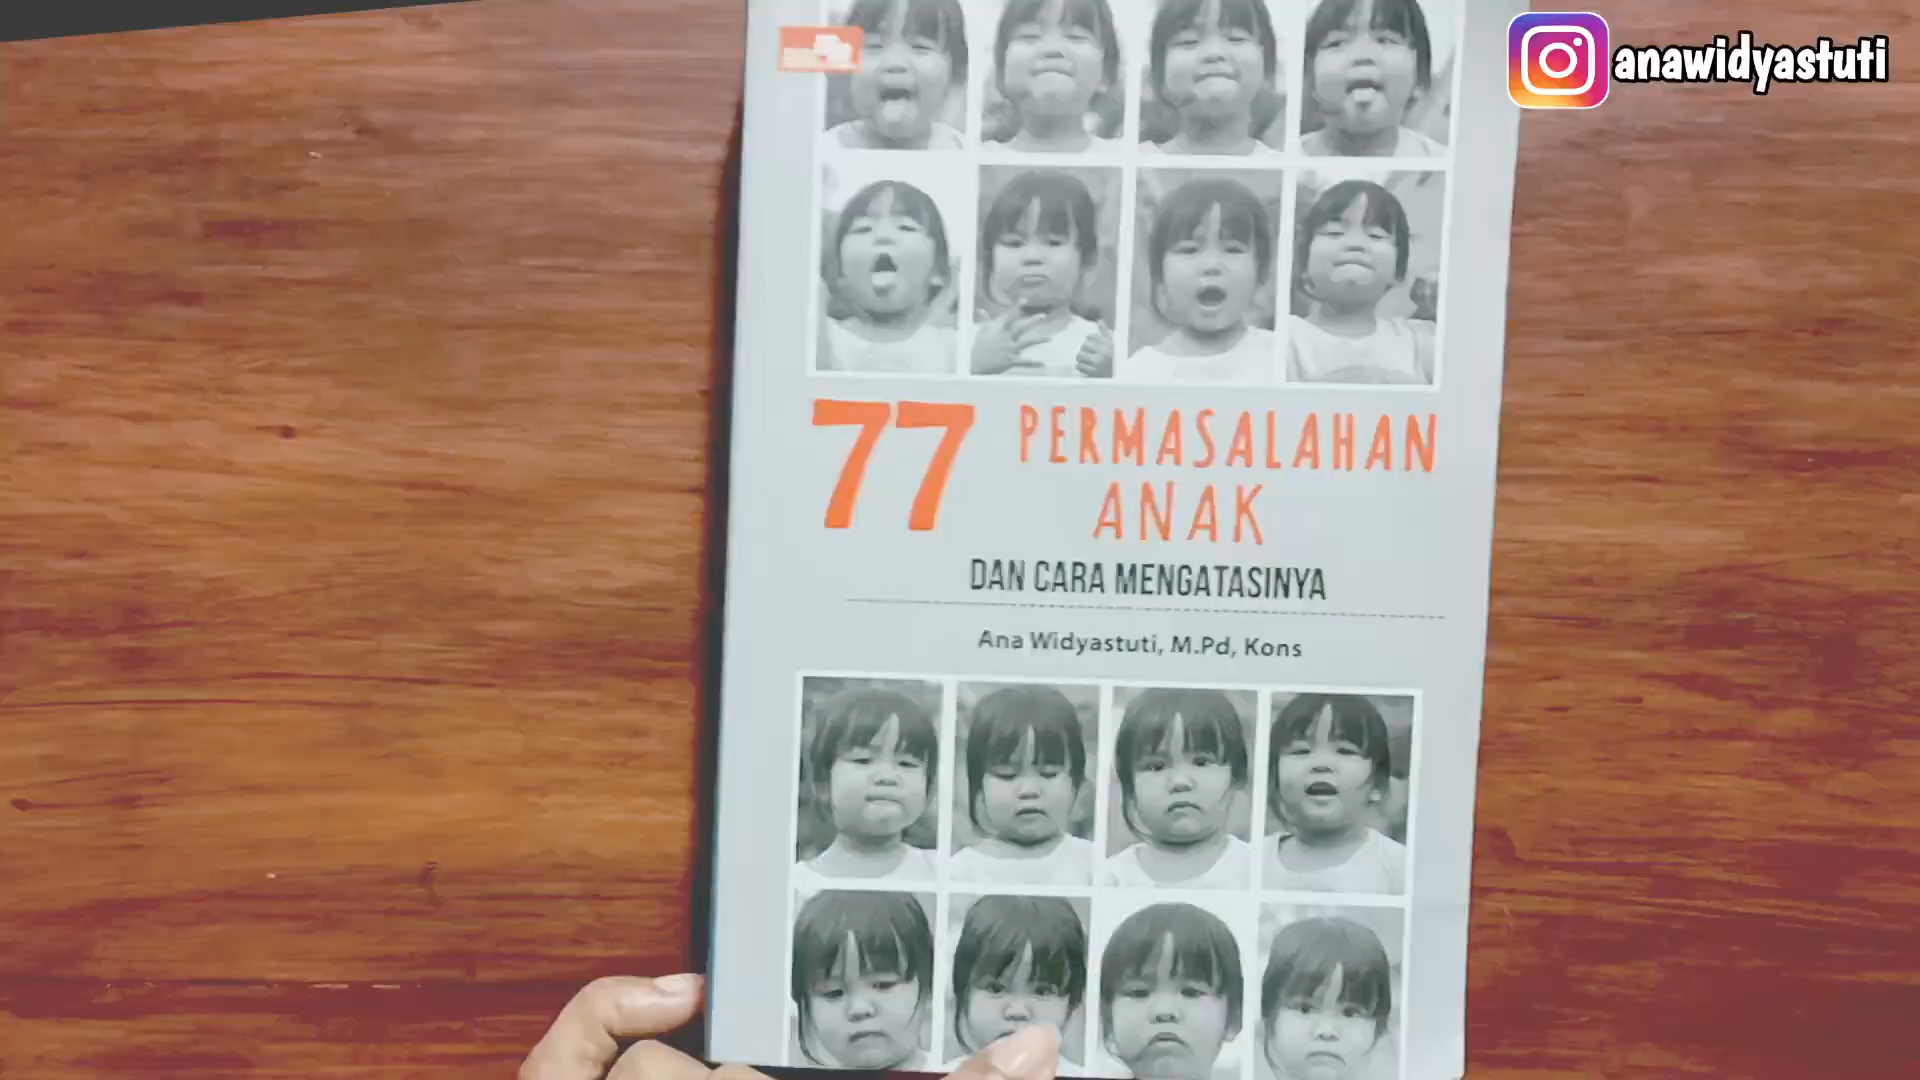 anawidyastuti
77 PERMASALAHAN
ANAK
DAN CARA MENGATASINYA
Ana Widyastuti, M.Pd, Kons